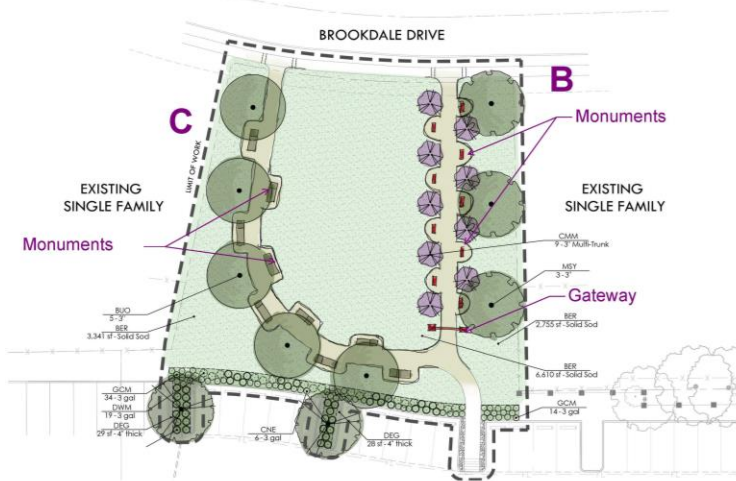 BROOKDALE DRIVE
B
C
Monuments
LIMIT OF WORK
EXISTING
SINGLE FAMILY
EXISTING
SINGLE FAMILY
CMM
9 - 3" Multi-Trunk
Monuments
MSY
3 - 3"
Gateway
BUO
5 - 3"
BER
3,341 sf - Solid Sod
BER
2,755 sf - Solid Sod
BER
6,610 sf - Solid Sod
GCM
34 - 3 gal
DWM
19 - 3 gal
DEG
29 sf - 4" thick
CNE
6 - 3 gal
DEG
28 sf - 4" thick
GCM
14 - 3 gal